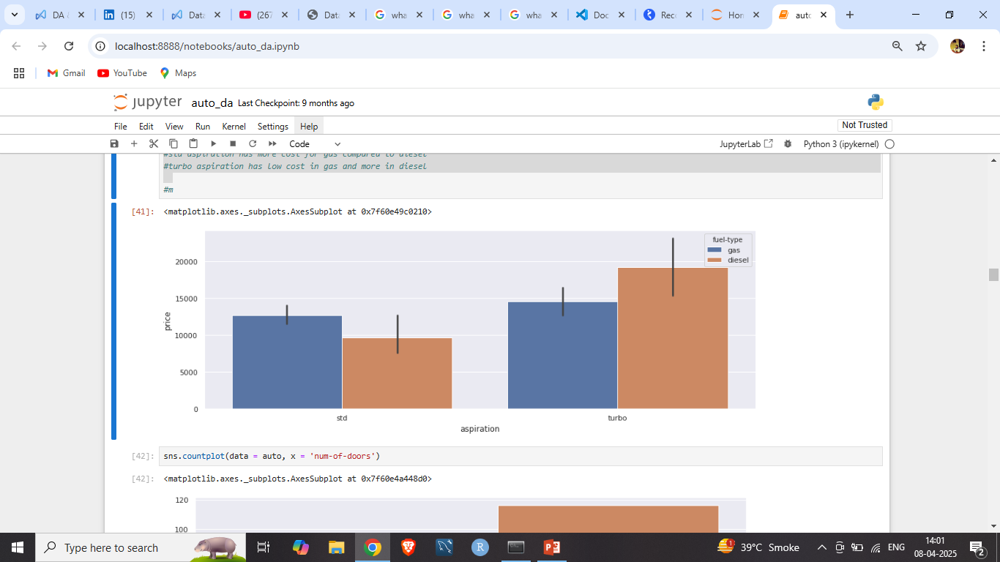 DA &
(15)
Data
(267
Data
wha
wha
wha
Doc
Reco
Hon
auto
localhost:8888/notebooks/auto_da.ipynb
Gmail
YouTube
Maps
jupyter auto_da Last Checkpoint: 9 months ago
File Edit View Run Kernel Settings Help
Not Trusted
Code
JupyterLab
Python 3 (ipykernel)
#std aspiration has more cost for gas compared to diesel
#turbo aspiration has low cost in gas and more in diesel
#m
[41]: <matplotlib.axes._subplots.AxesSubplot at 0x7f60e49c0210>
fuel-type
gas
diesel
20000
15000
10000
5000
0
price
std
turbo
aspiration
[42]: sns.countplot(data = auto, x = 'num-of-doors')
[42]: <matplotlib.axes._subplots.AxesSubplot at 0x7f60e4a448d0>
120
100
Type here to search
1
39°C Smoke
ENG
14:01
08-04-2025
2